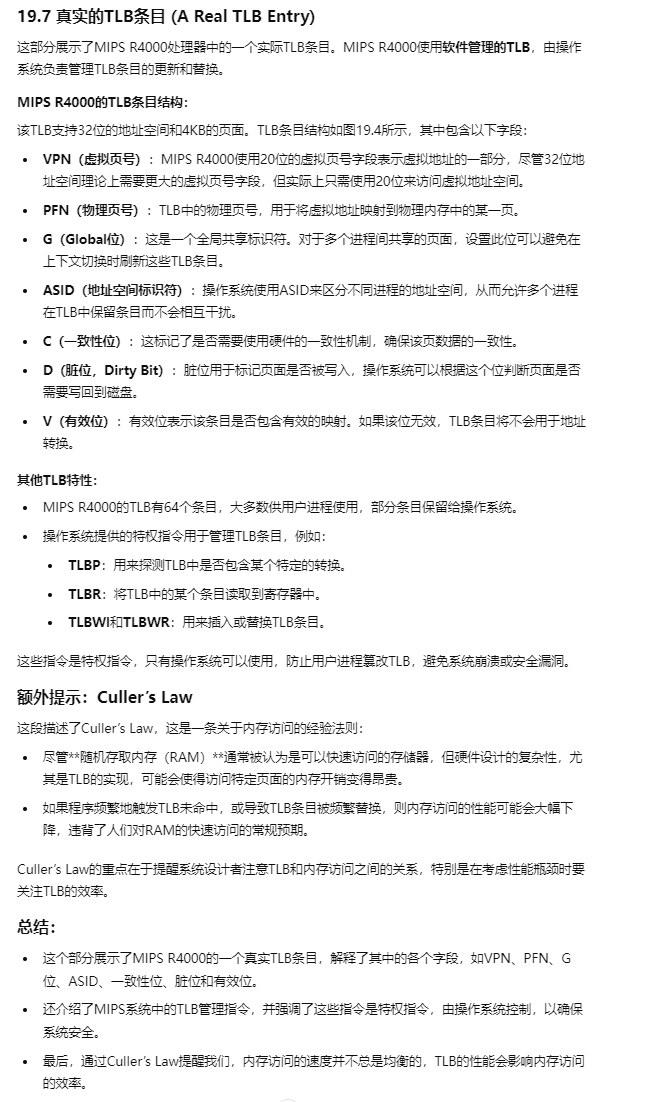 19.7 真实的TLB条目 (A Real TLB Entry)
这部分展示了MIPS R4000处理器中的一个实际TLB条目。MIPS R4000使用软件管理的TLB，由操作
系统负责管理TLB条目的更新和替换。
MIPS R4000的TLB条目结构：
该TLB支持32位的地址空间和4KB的页面。TLB条目结构如图19.4所示，其中包含以下字段：
• VPN（虚拟页号）：MIPS R4000使用20位的虚拟页号字段表示虚拟地址的一部分，尽管32位地
址空间理论上需要更大的虚拟页号字段，但实际上只需使用20位来访问虚拟地址空间。
• PFN（物理页号）：TLB中的物理页号，用于将虚拟地址映射到物理内存中的某一页。
• G（Global位）：这是一个全局共享标识符。对于多个进程间共享的页面，设置此位可以避免在
上下文切换时刷新这些TLB条目。
• ASID（地址空间标识符）：操作系统使用ASID来区分不同进程的地址空间，从而允许多个进程
在TLB中保留条目而不会相互干扰。
• C（一致性位）：这标记了是否需要使用硬件的一致性机制，确保该页数据的一致性。
• D（脏位，Dirty Bit）：脏位用于标记页面是否被写入，操作系统可以根据这个位判断页面是否
需要写回到磁盘。
• V（有效位）：有效位表示该条目是否包含有效的映射。如果该位无效，TLB条目将不会用于地址
转换。
其他TLB特性：
• MIPS R4000的TLB有64个条目，大多数供用户进程使用，部分条目保留给操作系统。
• 操作系统提供的特权指令用于管理TLB条目，例如：
• TLBP：用来探测TLB中是否包含某个特定的转换。
• TLBR：将TLB中的某个条目读取到寄存器中。
• TLBWI和TLBWR：用来插入或替换TLB条目。
这些指令是特权指令，只有操作系统可以使用，防止用户进程篡改TLB，避免系统崩溃或安全漏洞。
额外提示：Culler’s Law
这段描述了Culler’s Law，这是一条关于内存访问的经验法则：
• 尽管**随机存取内存（RAM）**通常被认为是可以快速访问的存储器，但硬件设计的复杂性，尤
其是TLB的实现，可能会使得访问特定页面的内存开销变得昂贵。
• 如果程序频繁地触发TLB未命中，或导致TLB条目被频繁替换，则内存访问的性能可能会大幅下
降，违背了人们对RAM的快速访问的常规预期。
Culler’s Law的重点在于提醒系统设计者注意TLB和内存访问之间的关系，特别是在考虑性能瓶颈时要
关注TLB的效率。
总结：
• 这个部分展示了MIPS R4000的一个真实TLB条目，解释了其中的各个字段，如VPN、PFN、G
位、ASID、一致性位、脏位和有效位。
• 还介绍了MIPS系统中的TLB管理指令，并强调了这些指令是特权指令，由操作系统控制，以确保
系统安全。
• 最后，通过Culler’s Law提醒我们，内存访问的速度并不总是均衡的，TLB的性能会影响内存访问
的效率。